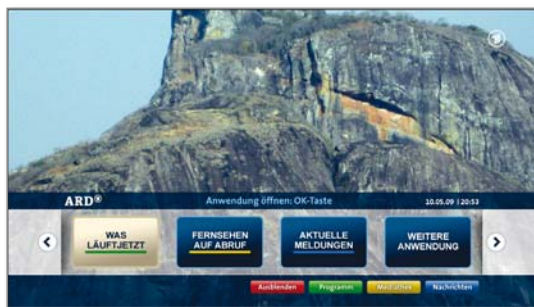 ARD®
Anwendung öffnen: OK-Taste
10.05.09 | 20:53
WAS
LÄUFTJETZT
FERNSEHEN
AUF ABRUF
AKTUELLE
MELDUNGEN
WEITERE
ANWENDUNG
Ausblenden
Programm
Mediathek
Nachrichten